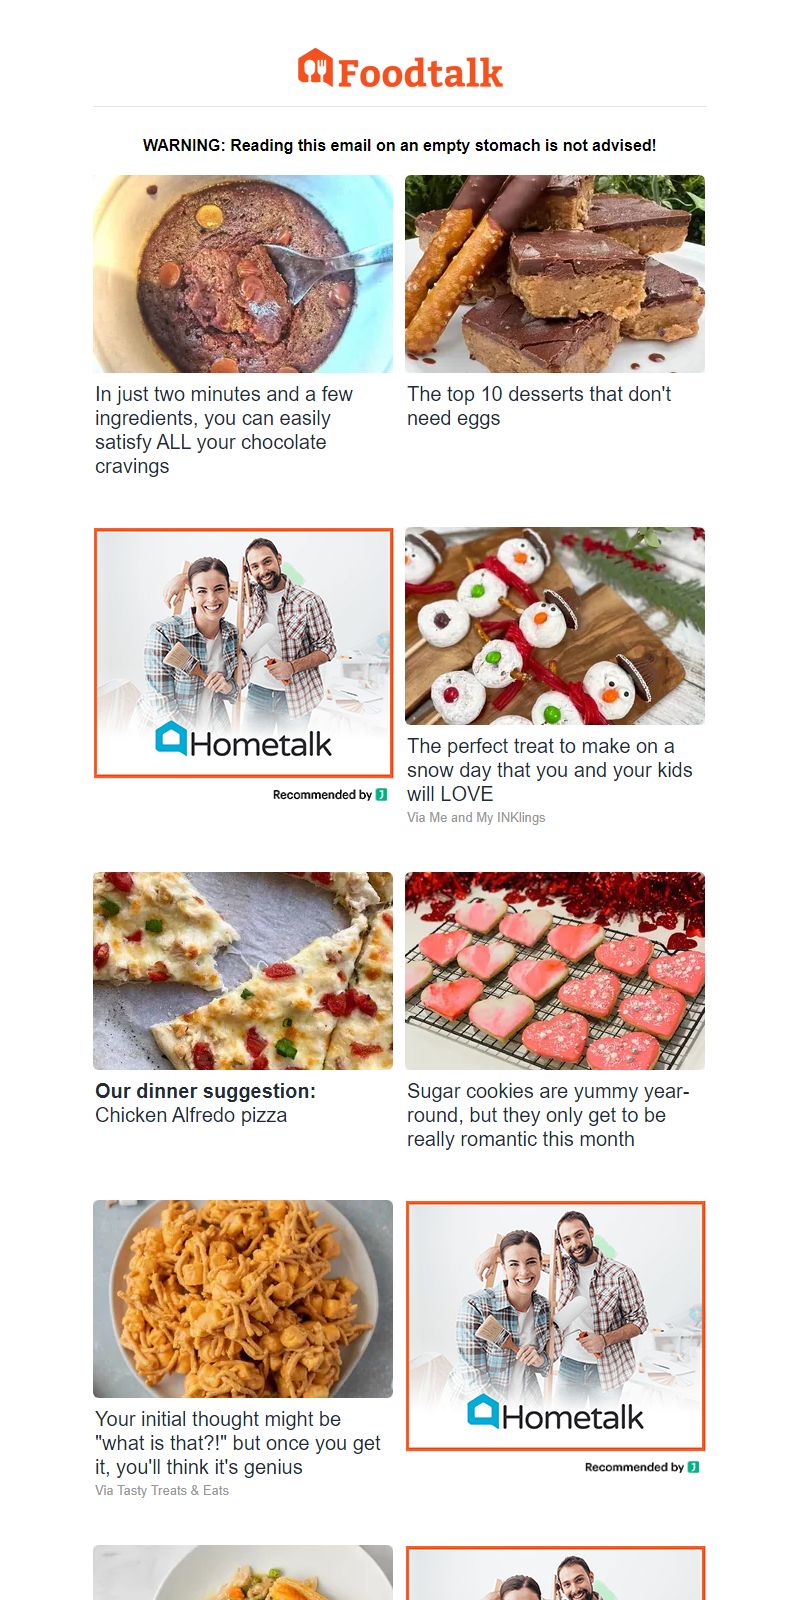 Foodtalk
WARNING: Reading this email on an empty stomach is not advised!
In just two minutes and a few
ingredients, you can easily
satisfy ALL your chocolate
cravings
The top 10 desserts that don't
need eggs
Hometalk
Recommended by
The perfect treat to make on a
snow day that you and your kids
will LOVE
Via Me and My INKlings
Our dinner suggestion:
Chicken Alfredo pizza
Sugar cookies are yummy year-
round, but they only get to be
really romantic this month
Your initial thought might be
"what is that?!" but once you get
it, you'll think it's genius
Via Tasty Treats & Eats
Hometalk
Recommended by